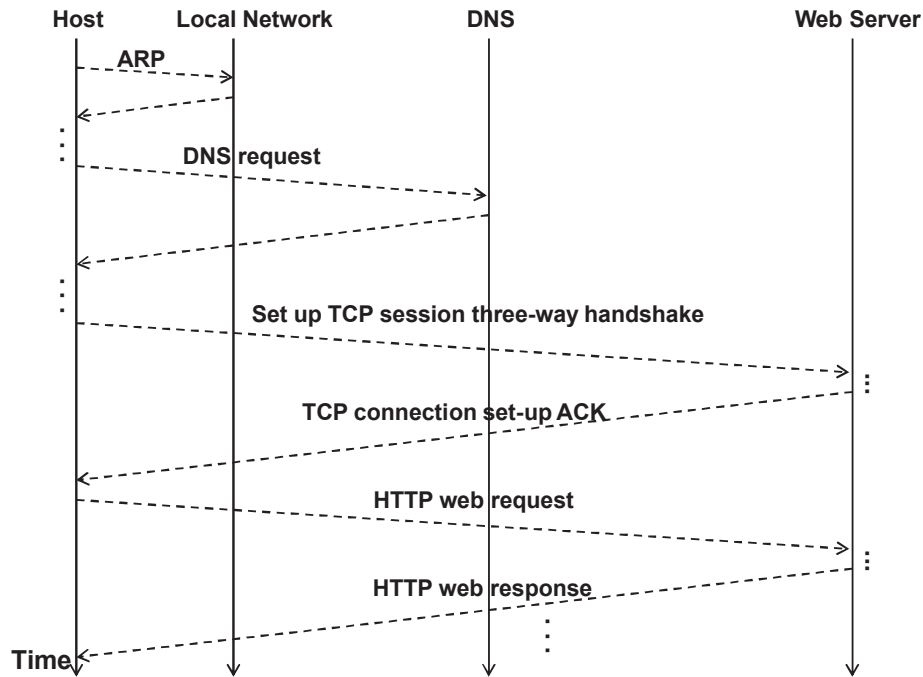 Host Local Network DNS Web Server
ARP
DNS request
Set up TCP session three-way handshake
TCP connection set-up ACK
HTTP web request
HTTP web response
Time